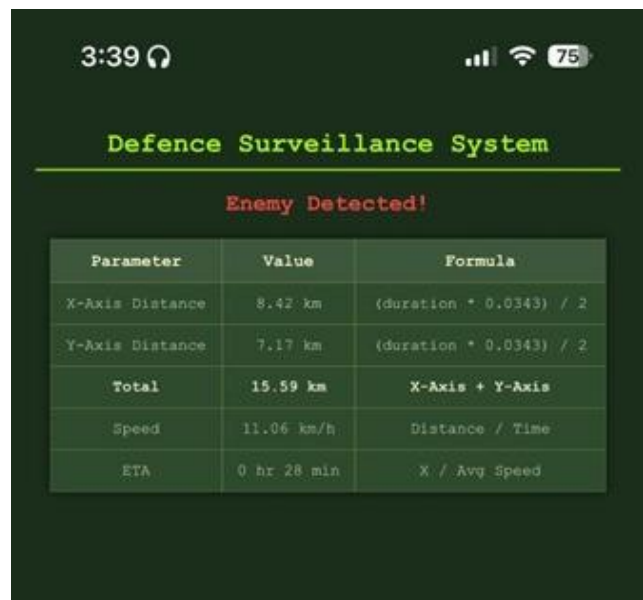 3:39
75
Defence Surveillance System
Enemy Detected!
Parameter Value Formula
X-Axis Distance 8.42 km (duration * 0.0343) / 2
Y-Axis Distance 7.17 km (duration * 0.0343) / 2
Total 15.59 km X-Axis + Y-Axis
Speed 11.06 km/h Distance / Time
ETA 0 hr 28 min X / Avg Speed